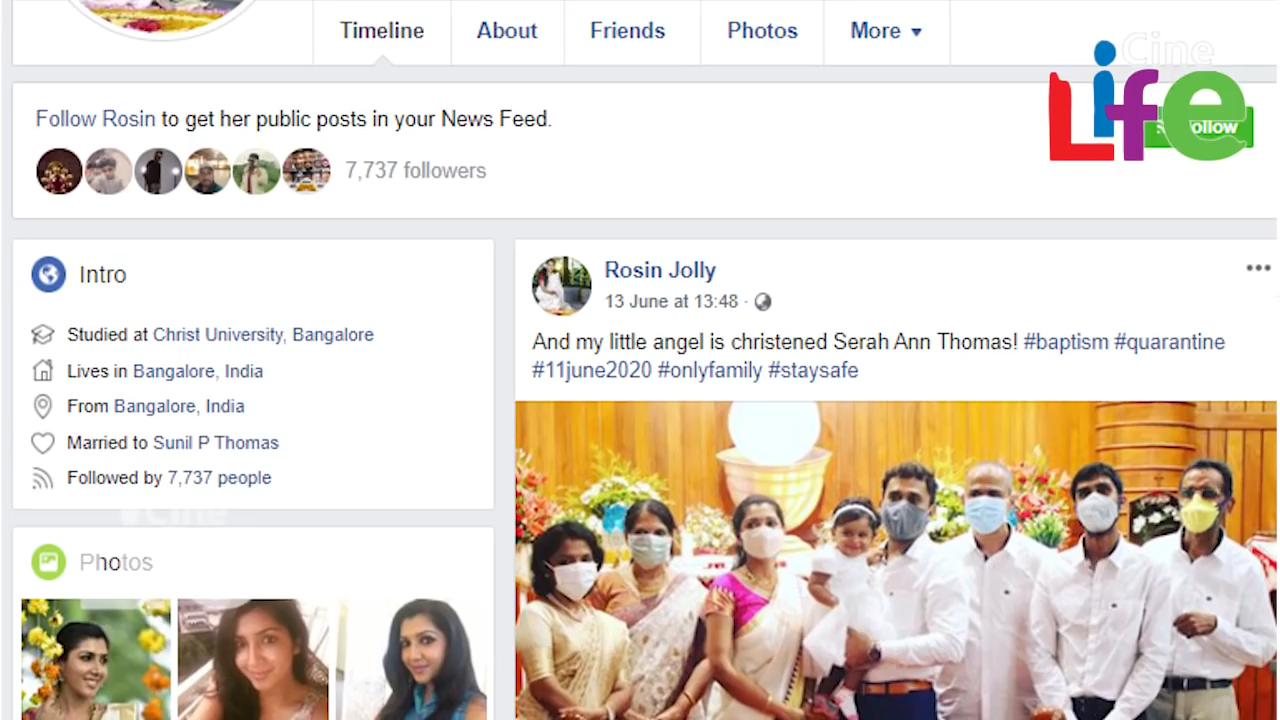 Timeline
About
Friends
Photos
More
Cine
Life
Follow Rosin to get her public posts in your News Feed.
ollow
7,737 followers
Intro
Studied at Christ University, Bangalore
Lives in Bangalore, India
From Bangalore, India
Married to Sunil P Thomas
Followed by 7,737 people
Cine
Photos
Rosin Jolly
13 June at 13:48 ·
And my little angel is christened Serah Ann Thomas! #baptism #quarantine
#11june2020 #onlyfamily #staysafe